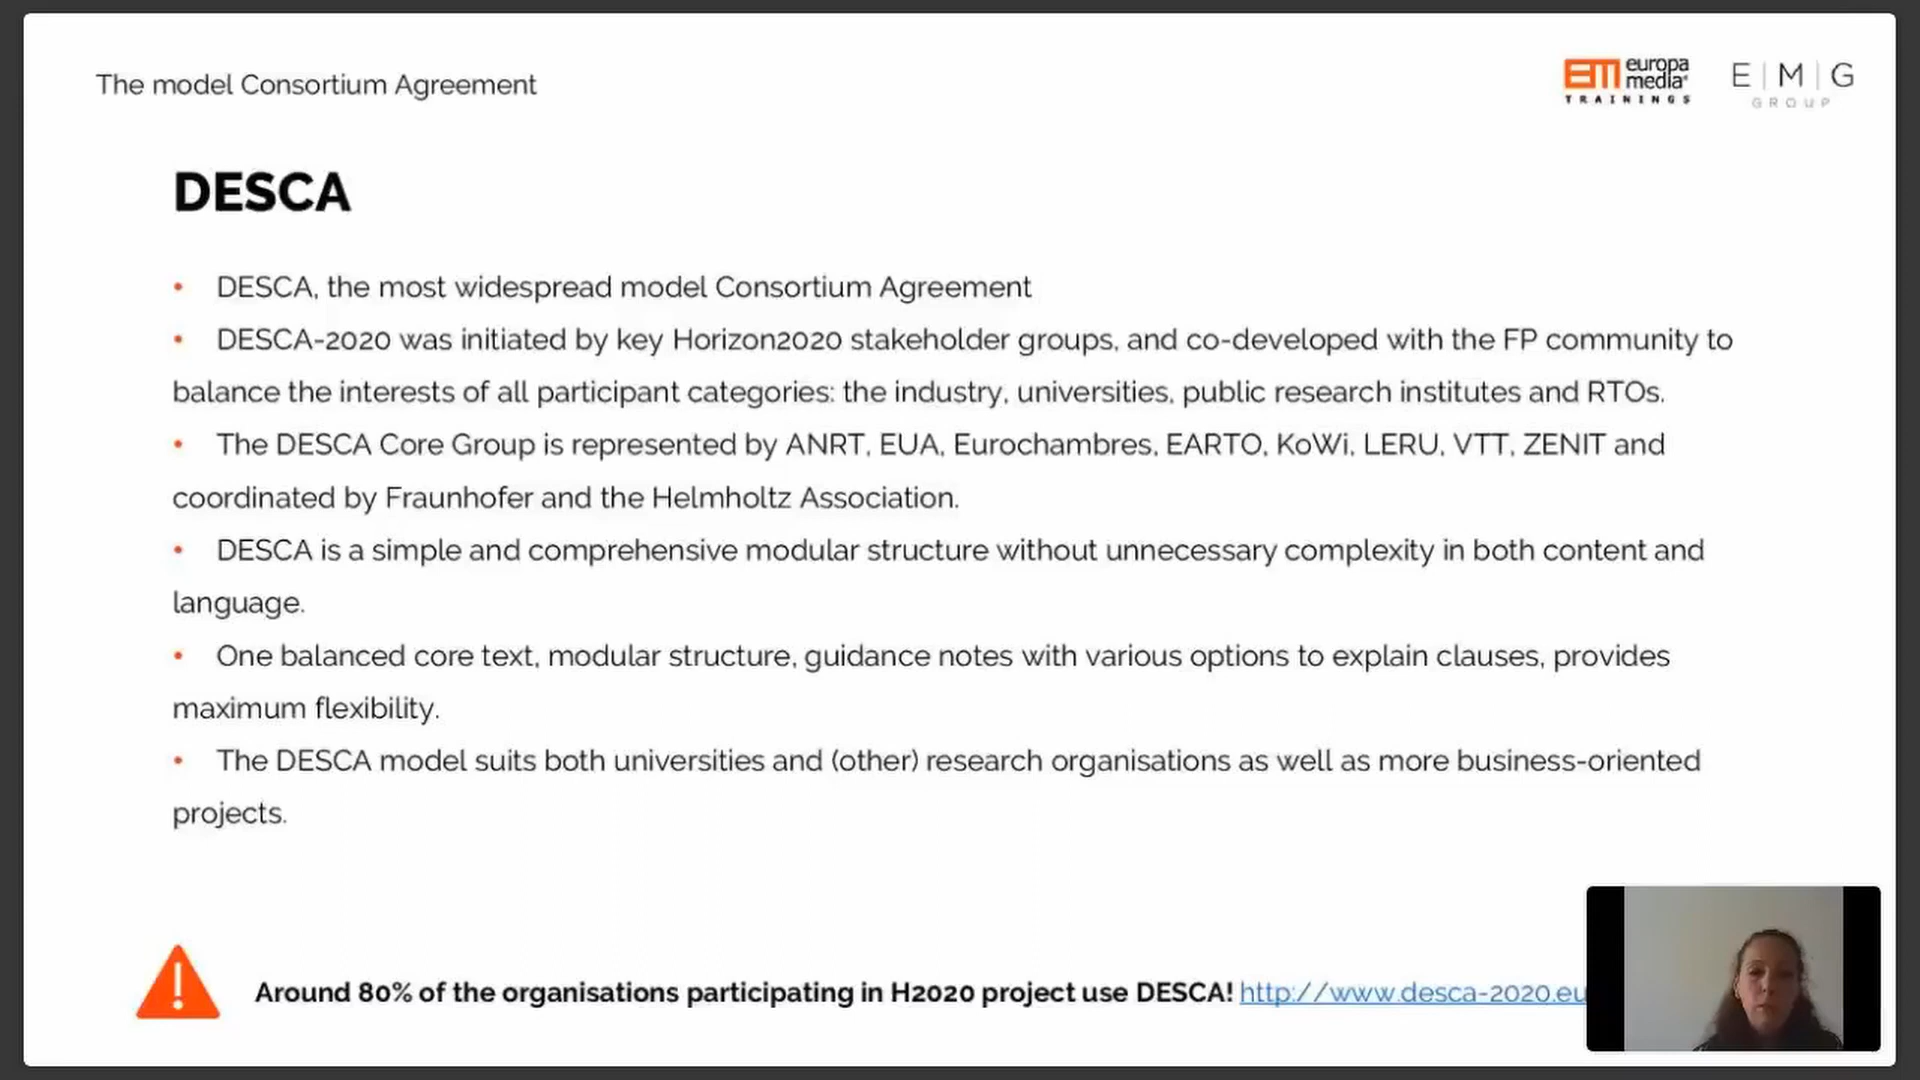 The model Consortium Agreement
EM europa media®
TRAININGS
E|M|G
GROUP
DESCA
• DESCA, the most widespread model Consortium Agreement
• DESCA-2020 was initiated by key Horizon2020 stakeholder groups, and co-developed with the FP community to
balance the interests of all participant categories: the industry, universities, public research institutes and RTOs.
• The DESCA Core Group is represented by ANRT, EUA, Eurochambres, EARTO, KoWi, LERU, VTT, ZENIT and
coordinated by Fraunhofer and the Helmholtz Association.
• DESCA is a simple and comprehensive modular structure without unnecessary complexity in both content and
language.
• One balanced core text, modular structure, guidance notes with various options to explain clauses, provides
maximum flexibility.
• The DESCA model suits both universities and (other) research organisations as well as more business-oriented
projects.
Around 80% of the organisations participating in H2020 project use DESCA! http://www.desca-2020.eu